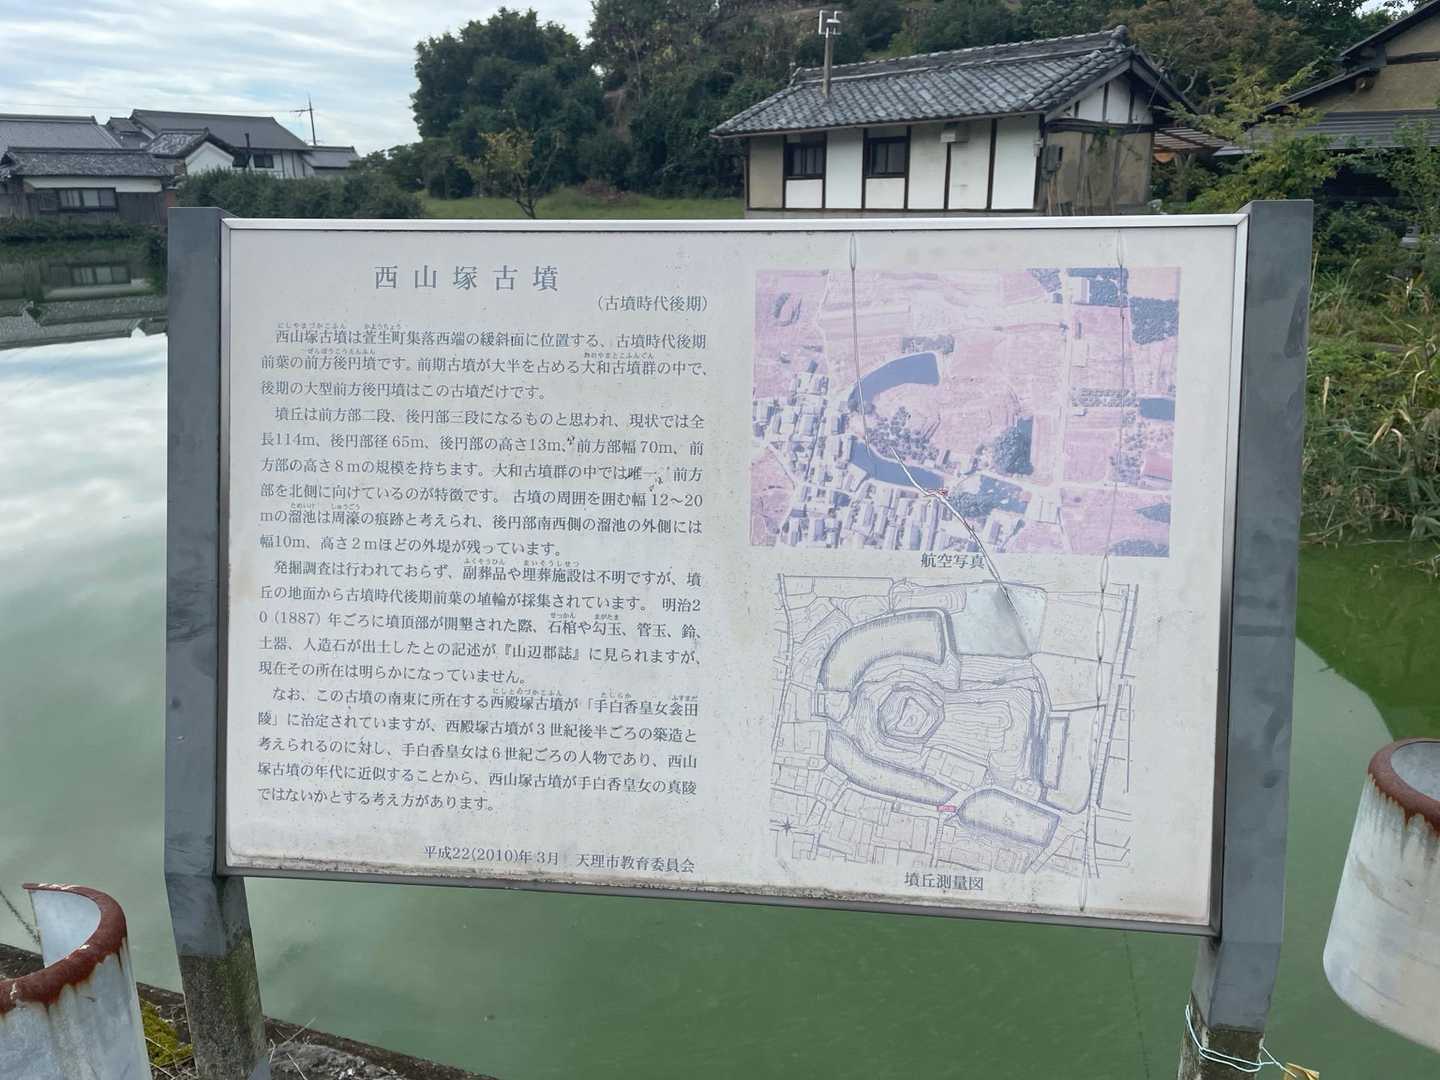 西山塚古墳
（古墳時代後期）
西山塚古墳は萱生町集落西端の緩斜面に位置する、古墳時代後期
前葉の前方後円墳です。前期古墳が大半を占める大和古墳群の中で、
後期の大型前方後円墳はこの古墳だけです。
墳丘は前方部二段、後円部三段になるものと思われ、現状では全
長114m、後円部径65m、後円部の高さ13m、前方部幅70m、前
方部の高さ８ｍの規模を持ちます。大和古墳群の中では唯一、前方
部を北側に向けているのが特徴です。古墳の周囲を囲む幅12～20
mの溜池は周濠の痕跡と考えられ、後円部南西側の溜池の外側には
幅10m、高さ２ｍほどの外堤が残っています。
発掘調査は行われておらず、副葬品や埋葬施設は不明ですが、墳
丘の地面から古墳時代後期前葉の埴輪が採集されています。明治2
0（1887）年ごろに墳頂部が開墾された際、石棺や勾玉、管玉、鈴、
土器、人造石が出土したとの記述が『山辺郡誌』に見られますが、
現在その所在は明らかになっていません。
なお、この古墳の南東に所在する西殿塚古墳が「手白香皇女衾田
陵」に治定されていますが、西殿塚古墳が３世紀後半ごろの築造と
考えられるのに対し、手白香皇女は６世紀ごろの人物であり、西山
塚古墳の年代に近似することから、西山塚古墳が手白香皇女の真陵
ではないかとする考え方があります。
平成22(2010)年３月　天理市教育委員会
航空写真
墳丘測量図